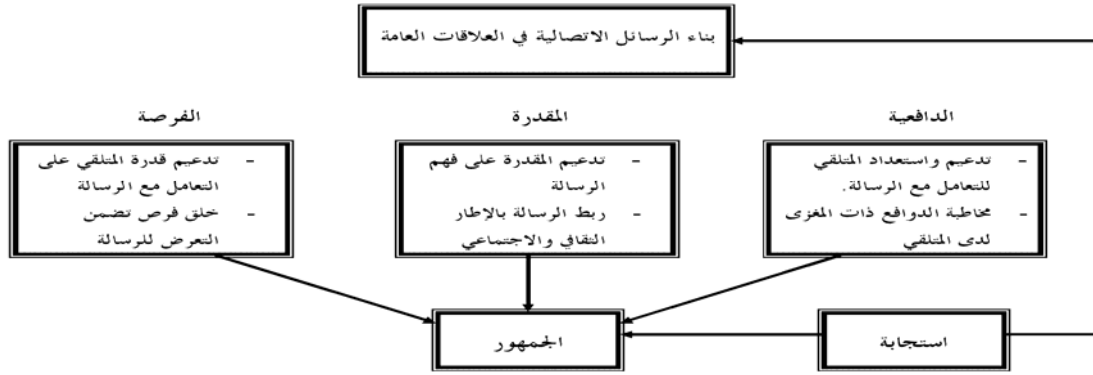 بناء الرسائل الاتصالية في العلاقات العامة
الدافعية
- تدعيم واستعداد المتلقي
للتعامل مع الرسالة.
- مخاطبة الدوافع ذات المغزى
لدى المتلقي
المقدرة
- تدعيم المقدرة على فهم
الرسالة
- ربط الرسالة بالإطار
الثقافي والاجتماعي
الفرصة
- تدعيم قدرة المتلقي على
التعامل مع الرسالة
- خلق فرص تضمن
التعرض للرسالة
استجابة
الجمهور